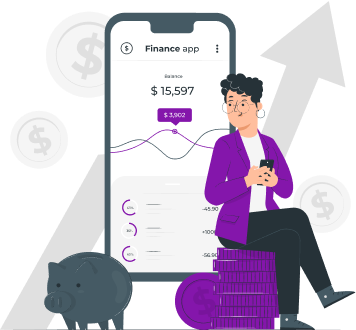 $ Finance app
Balance
$ 15,597
$ 3,902
-45.90
+100
-56.90